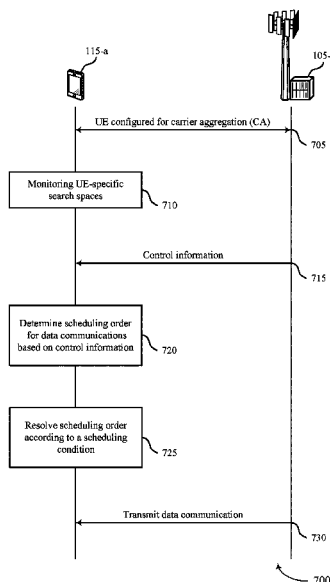 115-a
105-
UE configured for carrier aggregation (CA)
705
Monitoring UE-specific
search spaces
710
Control information
715
Determine scheduling order
for data communications
based on control information
720
Resolve scheduling order
according to a scheduling
condition
725
Transmit data communication
730
700